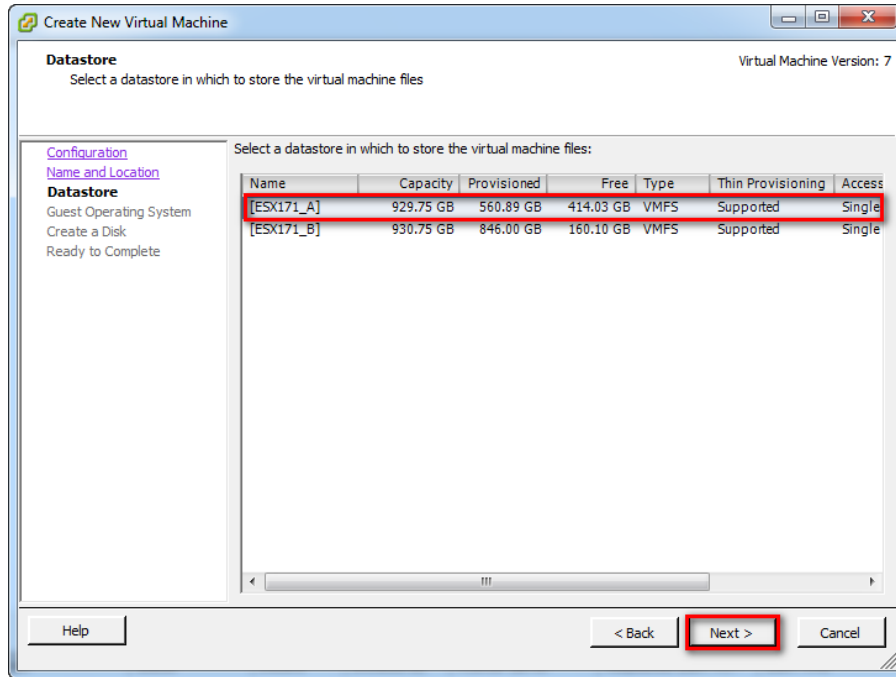 Create New Virtual Machine
Datastore
Select a datastore in which to store the virtual machine files
Virtual Machine Version: 7
Configuration
Name and Location
Datastore
Guest Operating System
Create a Disk
Ready to Complete
Select a datastore in which to store the virtual machine files:
Name Capacity Provisioned Free Type Thin Provisioning Access
[ESX171_A] 929.75 GB 560.89 GB 414.03 GB VMFS Supported Single
[ESX171_B] 930.75 GB 846.00 GB 160.10 GB VMFS Supported Single
Help
< Back
Next >
Cancel